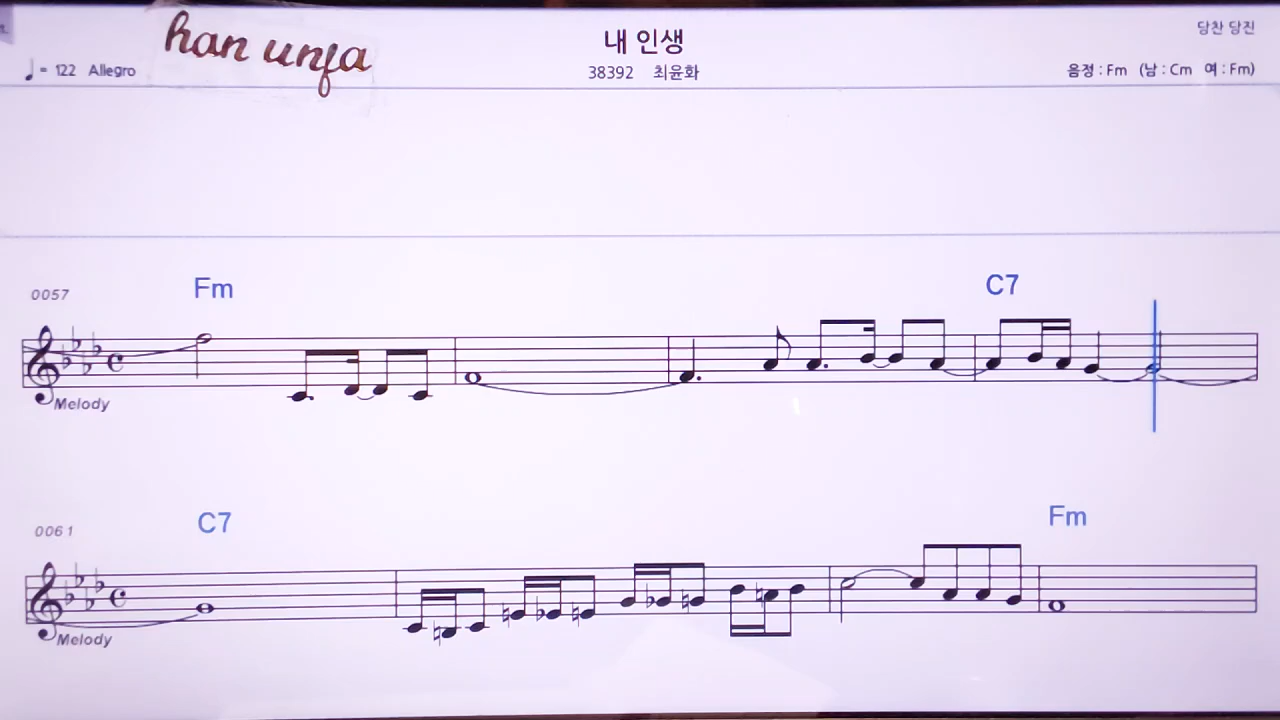 han unfa
내 인생
당찬 당진
♩= 122 Allegro
38392 최윤화
음정 : Fm (남 : Cm 여 : Fm)
0057
Fm
C7
Melody
0061
C7
Fm
Melody